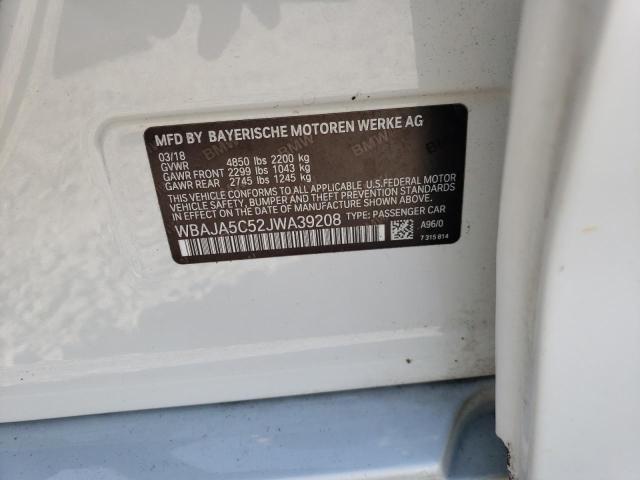 MFD BY BAYERISCHE MOTOREN WERKE AG
03/18
GVWR 4850 lbs 2200 kg
GAWR FRONT 2299 lbs 1043 kg
GAWR REAR 2745 lbs 1245 kg
THIS VEHICLE CONFORMS TO ALL APPLICABLE U.S.FEDERAL MOTOR
VEHICLE SAFETY, BUMPER, AND THEFT PREVENTION STANDARDS
IN EFFECT ON THE DATE OF MANUFACTURE SHOWN ABOVE.
WBAJA5C52JWA39208 TYPE: PASSENGER CAR
A96/0
7 315 814